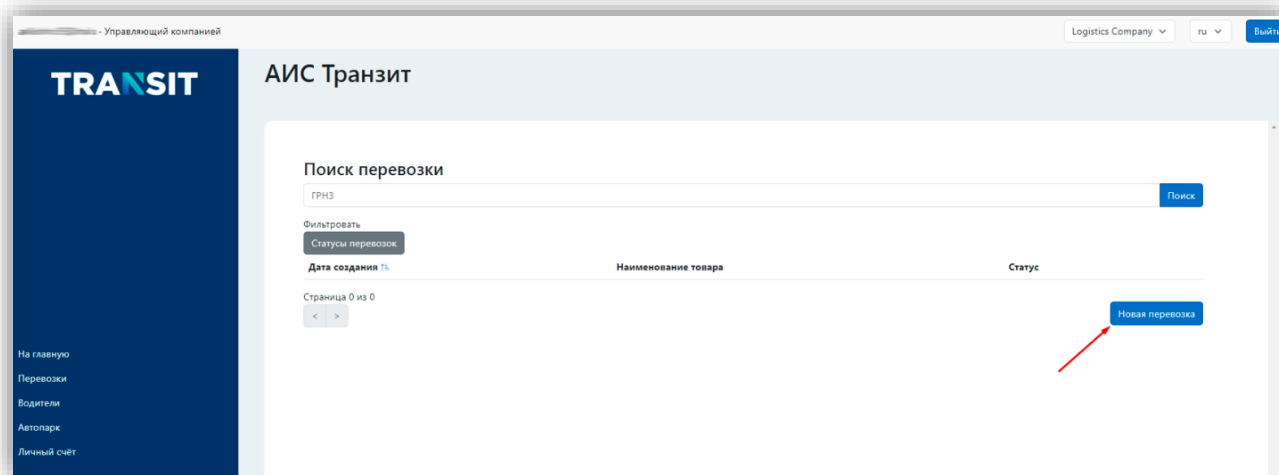 - Управляющий компанией
Logistics Company
ru
Выйти
TRANSIT
АИС Транзит
Поиск перевозки
ГРНЗ
Поиск
Фильтровать
Статусы перевозок
Дата создания
Наименование товара
Статус
Страница 0 из 0
< >
Новая перевозка
На главную
Перевозки
Водители
Автопарк
Личный счёт